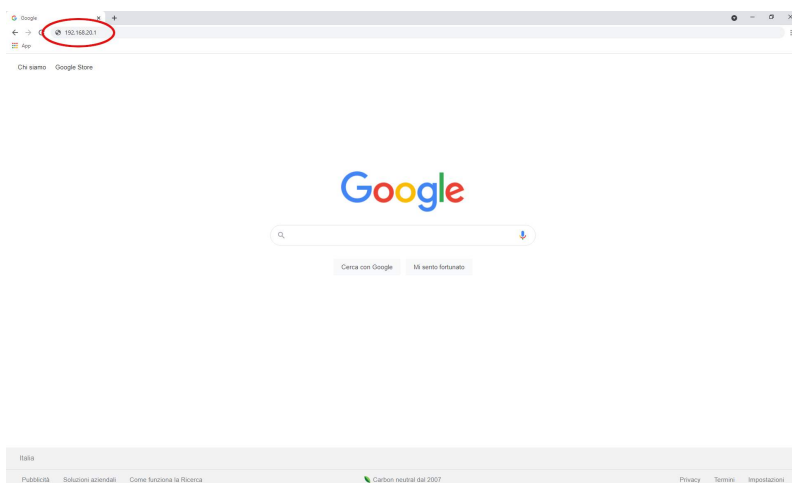 Google
192.168.20.1
App
Chi siamo Google Store
Google
Cerca con Google Mi sento fortunato
Italia
Pubblicità Soluzioni aziendali Come funziona la Ricerca Carbon neutral dal 2007 Privacy Termini Impostazioni